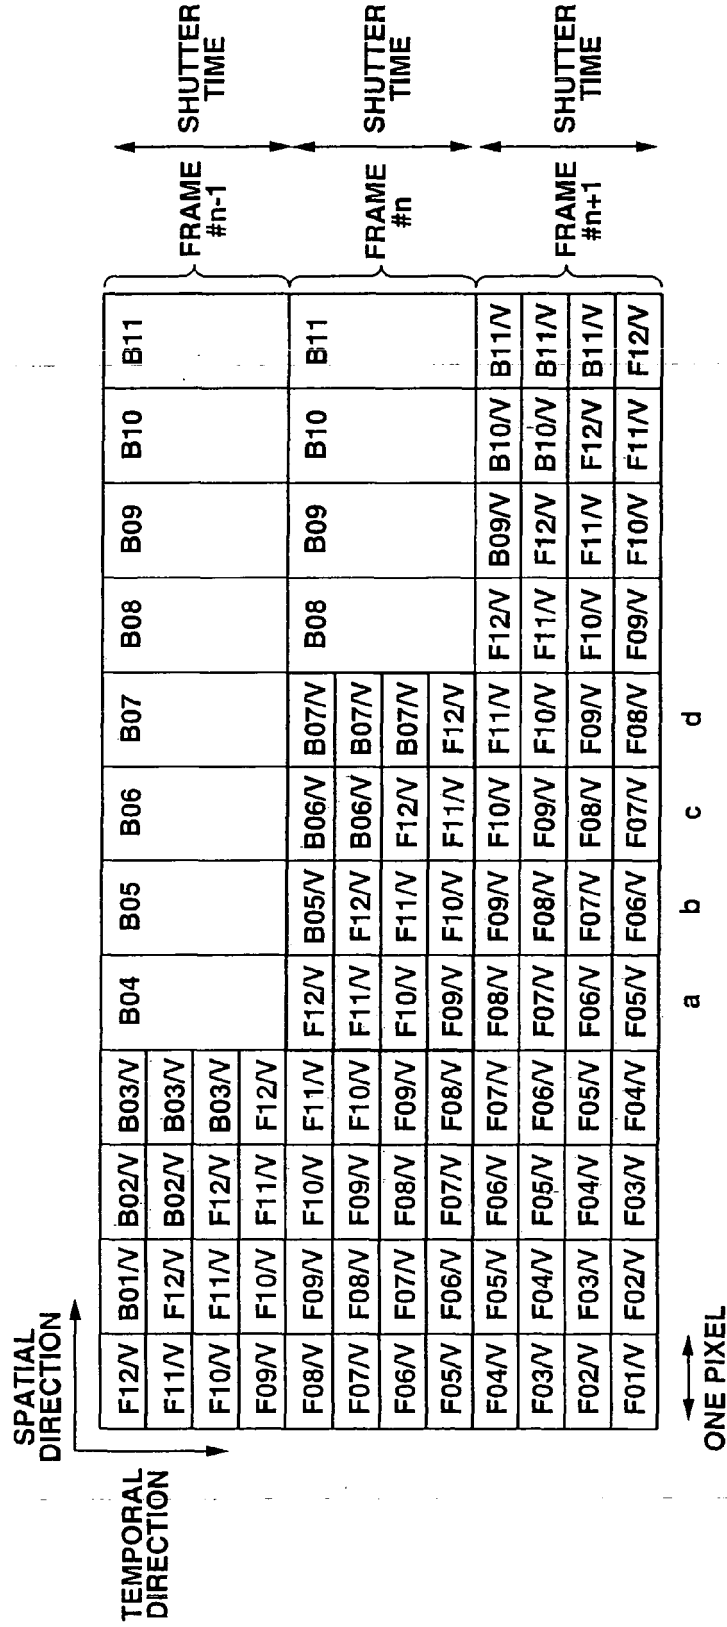 SPATIAL
DIRECTION
TEMPORAL
DIRECTION
F12/V B01/V B02/V B03/V B04 B05 B06 B07 B08 B09 B10 B11
F11/V F12/V B02/V B03/V
F10/V F11/V F12/V B03/V
F09/V F10/V F11/V F12/V
FRAME
#n-1
SHUTTER
TIME
F08/V F09/V F10/V F11/V F12/V B05/V B06/V B07/V B08 B09 B10 B11
F07/V F08/V F09/V F10/V F11/V F12/V B06/V B07/V
F06/V F07/V F08/V F09/V F10/V F11/V F12/V B07/V
F05/V F06/V F07/V F08/V F09/V F10/V F11/V F12/V
FRAME
#n
SHUTTER
TIME
F04/V F05/V F06/V F07/V F08/V F09/V F10/V F11/V F12/V B09/V B10/V B11/V
F03/V F04/V F05/V F06/V F07/V F08/V F09/V F10/V F11/V F12/V B10/V B11/V
F02/V F03/V F04/V F05/V F06/V F07/V F08/V F09/V F10/V F11/V F12/V B11/V
F01/V F02/V F03/V F04/V F05/V F06/V F07/V F08/V F09/V F10/V F11/V F12/V
FRAME
#n+1
SHUTTER
TIME
ONE PIXEL
a b c d